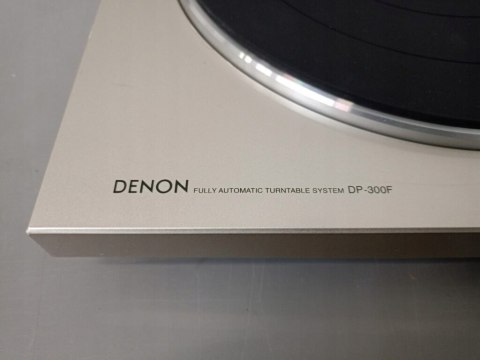 DENON FULLY AUTOMATIC TURNTABLE SYSTEM DP-300F